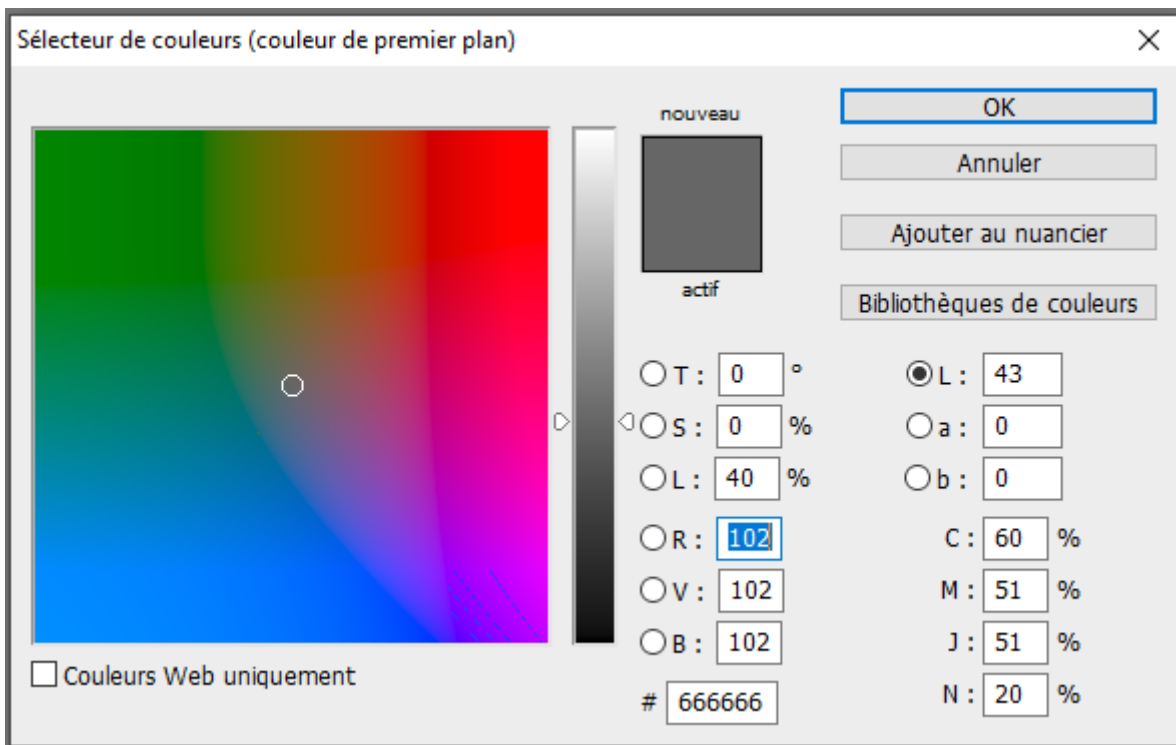 Sélecteur de couleurs (couleur de premier plan)
nouveau
actif
OK
Annuler
Ajouter au nuancier
Bibliothèques de couleurs
T : 0 °
S : 0 %
L : 40 %
R : 102
V : 102
B : 102
# 666666
L : 43
a : 0
b : 0
C : 60 %
M : 51 %
J : 51 %
N : 20 %
Couleurs Web uniquement